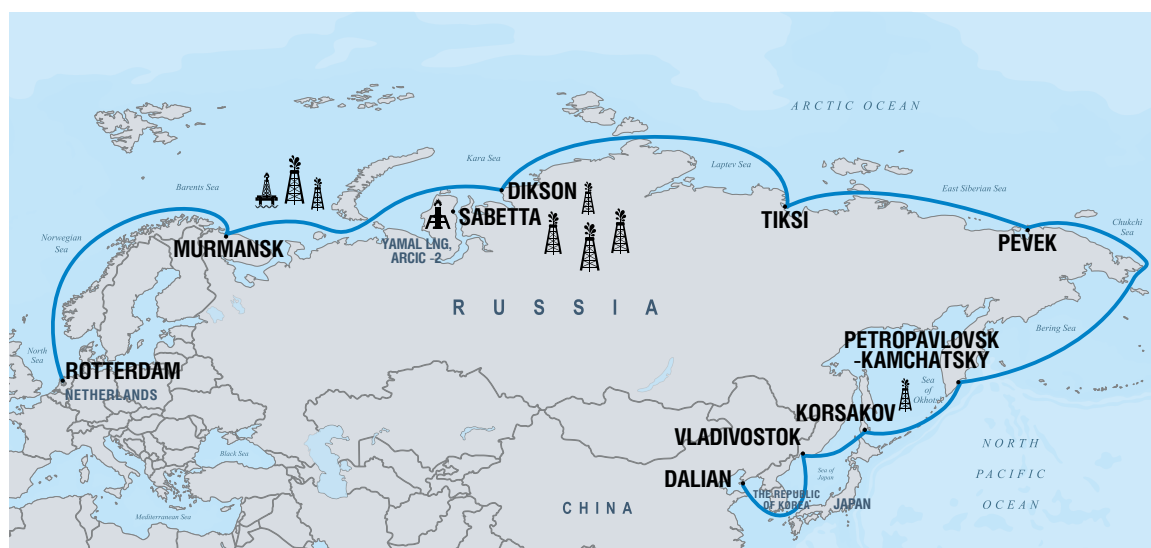 ARCTIC OCEAN
Kara Sea
Laptev Sea
Barents Sea
DIKSON
East Siberian Sea
SABETTA
TIKSI
Chukchi
Sea
Norwegian
Sea
MURMANSK
YAMAL LNG,
ARCIC -2
PEVEK
RUSSIA
Bering Sea
PETROPAVLOVSK
-KAMCHATSKY
North
Sea
ROTTERDAM
NETHERLANDS
Sea
of
Okhotsk
KORSAKOV
VLADIVOSTOK
NORTH
PACIFIC
OCEAN
Black Sea
DALIAN
Sea of
Japan
THE REPUBLIC
OF KOREA
JAPAN
CHINA
Mediterranean Sea